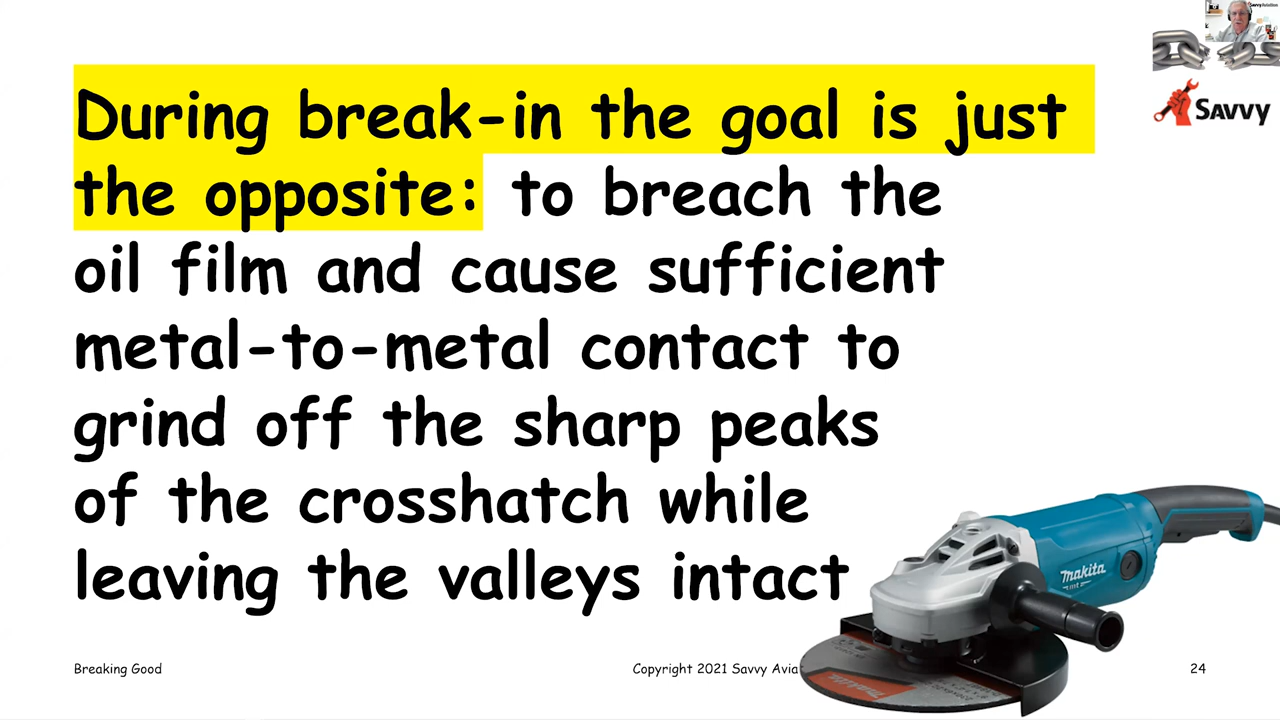 During break-in the goal is just
the opposite: to breach the
oil film and cause sufficient
metal-to-metal contact to
grind off the sharp peaks
of the crosshatch while
leaving the valleys intact
SAVVY
makita
makita
Breaking Good
Copyright 2021 Savvy Avia
24